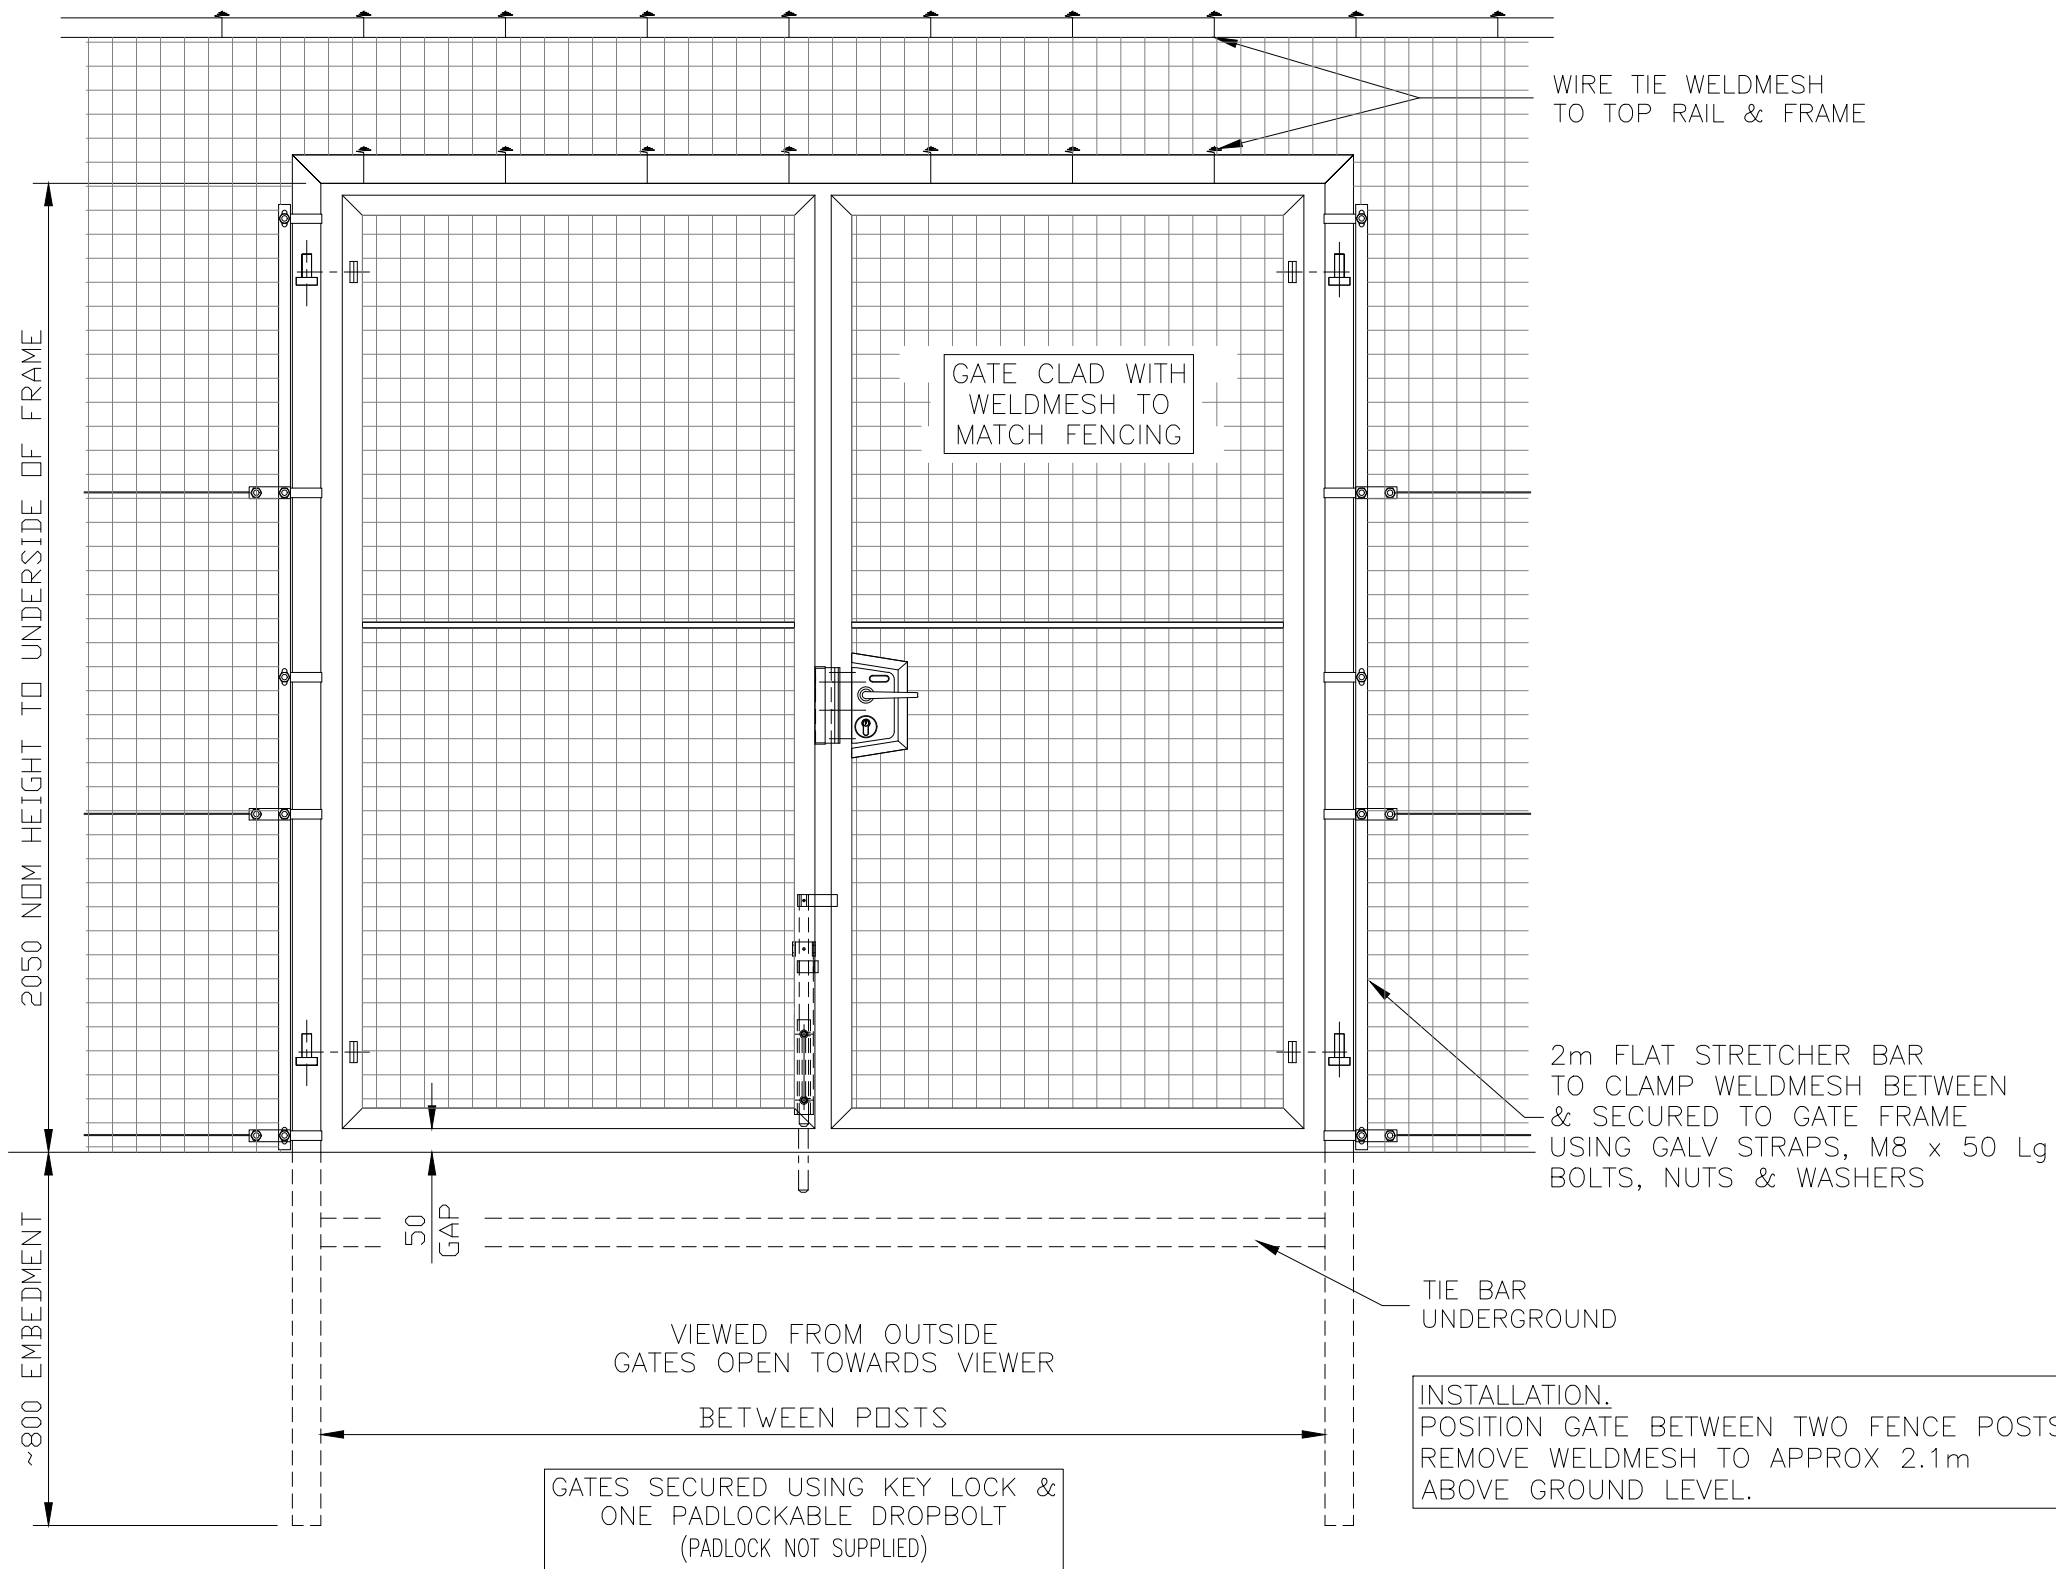 WIRE TIE WELDMESH
TO TOP RAIL & FRAME
GATE CLAD WITH
WELDMESH TO
MATCH FENCING
2050 NOM HEIGHT TO UNDERSIDE OF FRAME
2m FLAT STRETCHER BAR
TO CLAMP WELDMESH BETWEEN
& SECURED TO GATE FRAME
USING GALV STRAPS, M8 x 50 Lg
BOLTS, NUTS & WASHERS
50
GAP
~800 EMBEDMENT
TIE BAR
UNDERGROUND
VIEWED FROM OUTSIDE
GATES OPEN TOWARDS VIEWER
BETWEEN POSTS
INSTALLATION.
POSITION GATE BETWEEN TWO FENCE POSTS
REMOVE WELDMESH TO APPROX 2.1m
ABOVE GROUND LEVEL.
GATES SECURED USING KEY LOCK &
ONE PADLOCKABLE DROPBOLT
(PADLOCK NOT SUPPLIED)